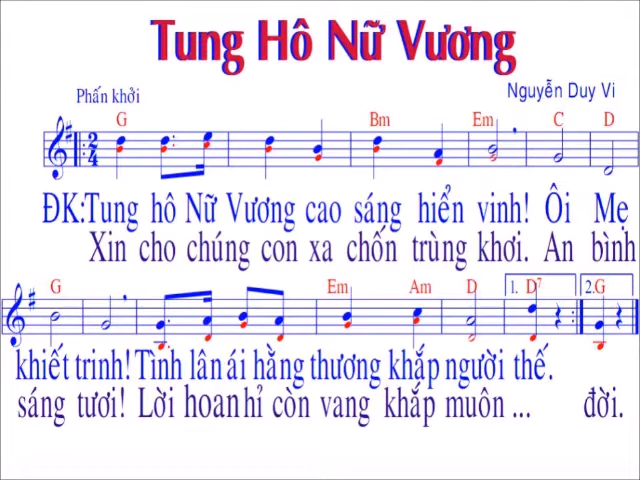 Tung Hô Nữ Vương
Phấn khởi
Nguyễn Duy Vi
G Bm Em C D
2
4
ĐK:Tung hô Nữ Vương cao sáng hiển vinh! Ôi Mẹ
Xin cho chúng con xa chốn trùng khơi. An bình
G Em Am D 1. D7 2.G
khiết trinh! Tình lân ái hằng thương khắp người thế.
sáng tươi! Lời hoan hỉ còn vang khắp muôn ... đời.